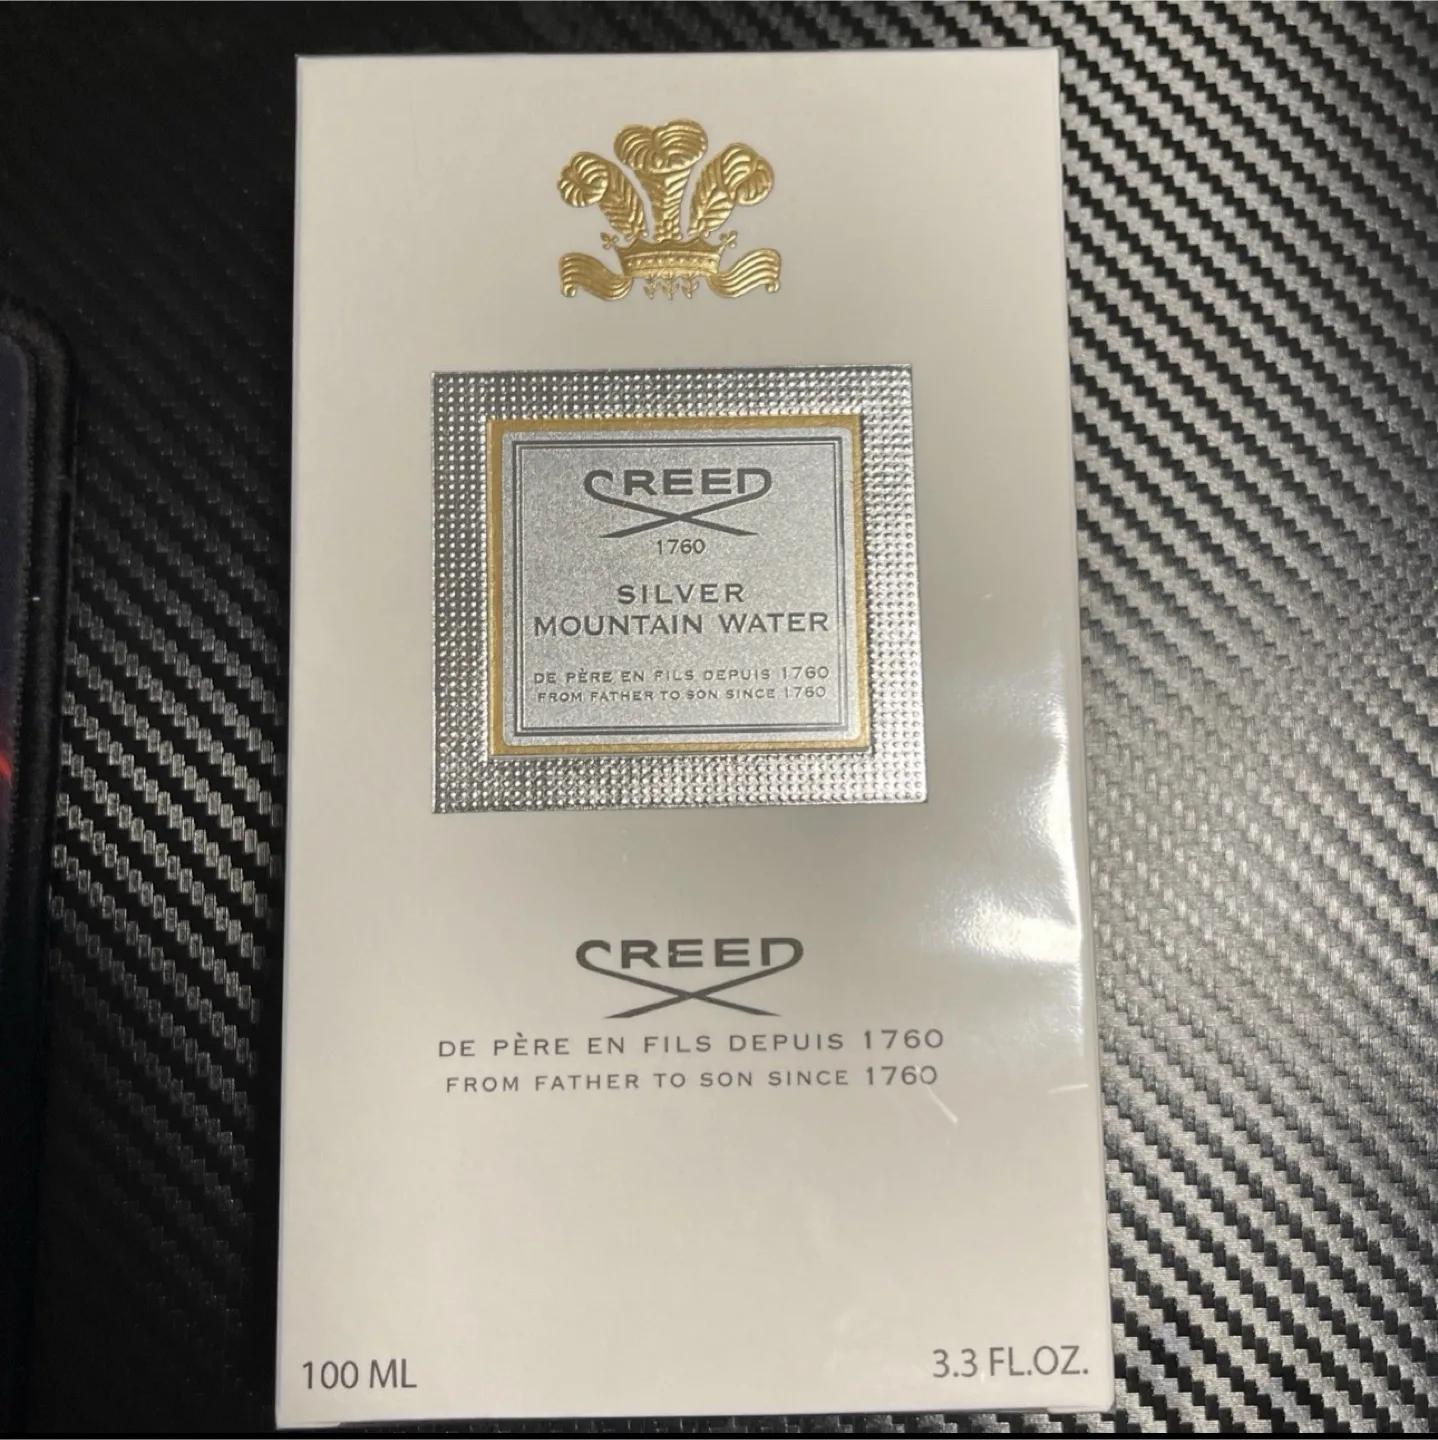 CREED
1760
SILVER
MOUNTAIN WATER
DE PÈRE EN FILS DEPUIS 1760
FROM FATHER TO SON SINCE 1760
CREED
DE PÈRE EN FILS DEPUIS 1760
FROM FATHER TO SON SINCE 1760
100 ML
3.3 FL.OZ.